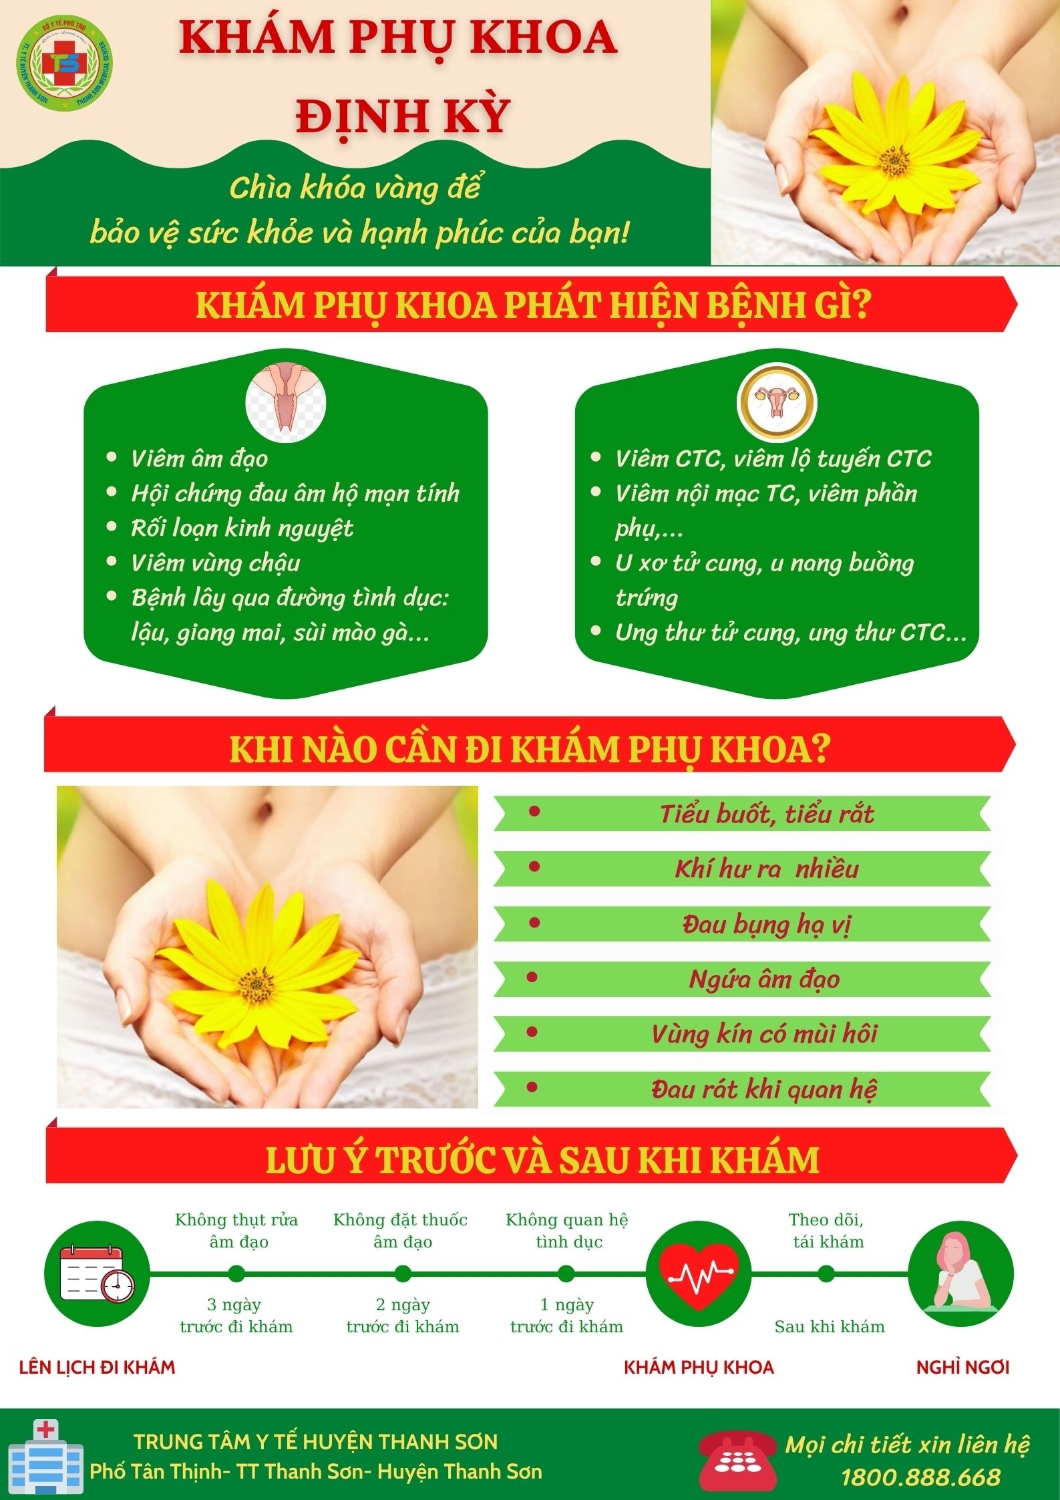 SỞ Y TẾ PHÚ THỌ
T.T. Y TẾ HUYỆN THANH SƠN
THANH SON MEDICAL CENTER
TS
KHÁM PHỤ KHOA
ĐỊNH KỲ
Chìa khóa vàng để
bảo vệ sức khỏe và hạnh phúc của bạn!
KHÁM PHỤ KHOA PHÁT HIỆN BỆNH GÌ?
• Viêm âm đạo
• Hội chứng đau âm hộ mạn tính
• Rối loạn kinh nguyệt
• Viêm vùng chậu
• Bệnh lây qua đường tình dục:
lậu, giang mai, sùi mào gà...
• Viêm CTC, viêm lộ tuyến CTC
• Viêm nội mạc TC, viêm phần
phụ,...
• U xơ tử cung, u nang buồng
trứng
• Ung thư tử cung, ung thư CTC...
KHI NÀO CẦN ĐI KHÁM PHỤ KHOA?
• Tiểu buốt, tiểu rắt
• Khí hư ra nhiều
• Đau bụng hạ vị
• Ngứa âm đạo
• Vùng kín có mùi hôi
• Đau rát khi quan hệ
LƯU Ý TRƯỚC VÀ SAU KHI KHÁM
Không thụt rửa
âm đạo
3 ngày
trước đi khám
Không đặt thuốc
âm đạo
2 ngày
trước đi khám
Không quan hệ
tình dục
1 ngày
trước đi khám
Theo dõi,
tái khám
Sau khi khám
LÊN LỊCH ĐI KHÁM
KHÁM PHỤ KHOA
NGHỈ NGƠI
TRUNG TÂM Y TẾ HUYỆN THANH SƠN
Phố Tân Thịnh- TT Thanh Sơn- Huyện Thanh Sơn
Mọi chi tiết xin liên hệ
1800.888.668